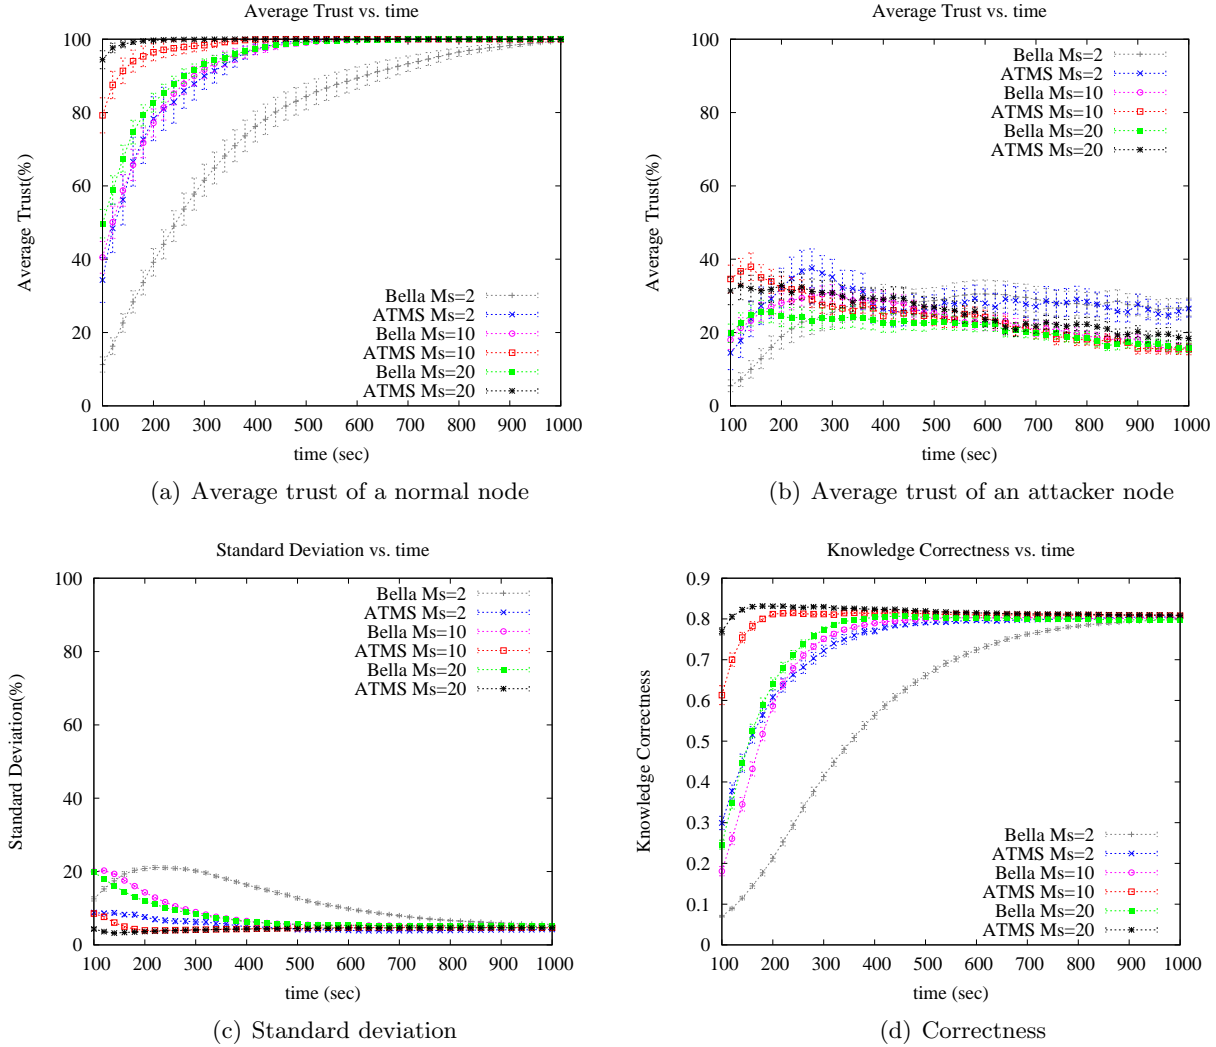 Average Trust vs. time
100
80
60
40
20
0
Average Trust(%)
Bella Ms=2
ATMS Ms=2
Bella Ms=10
ATMS Ms=10
Bella Ms=20
ATMS Ms=20
100 200 300 400 500 600 700 800 900 1000
time (sec)
(a) Average trust of a normal node
Average Trust vs. time
100
80
60
40
20
0
Average Trust(%)
Bella Ms=2
ATMS Ms=2
Bella Ms=10
ATMS Ms=10
Bella Ms=20
ATMS Ms=20
100 200 300 400 500 600 700 800 900 1000
time (sec)
(b) Average trust of an attacker node
Standard Deviation vs. time
100
80
60
40
20
0
Standard Deviation(%)
Bella Ms=2
ATMS Ms=2
Bella Ms=10
ATMS Ms=10
Bella Ms=20
ATMS Ms=20
100 200 300 400 500 600 700 800 900 1000
time (sec)
(c) Standard deviation
Knowledge Correctness vs. time
0.9
0.8
0.7
0.6
0.5
0.4
0.3
0.2
0.1
0
Knowledge Correctness
Bella Ms=2
ATMS Ms=2
Bella Ms=10
ATMS Ms=10
Bella Ms=20
ATMS Ms=20
100 200 300 400 500 600 700 800 900 1000
time (sec)
(d) Correctness